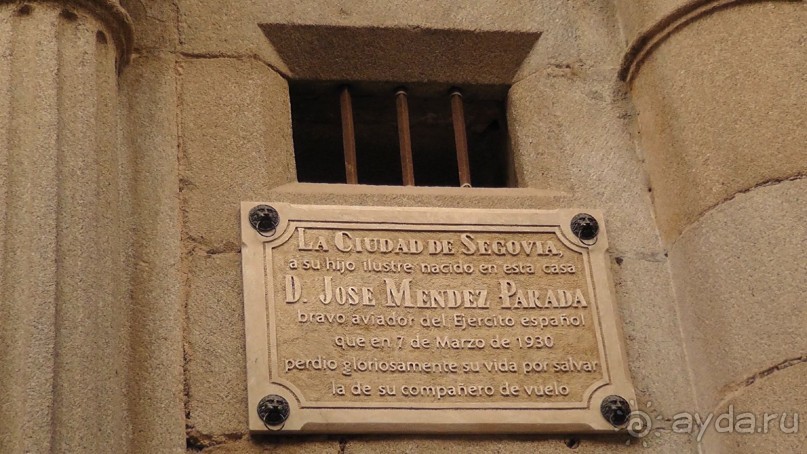 La Ciudad de Segovia,
a su hijo ilustre nacido en esta casa
D. Jose Mendez Parada
bravo aviador del Ejercito español
que en 7 de Marzo de 1930
perdio gloriosamente su vida por salvar
la de su compañero de vuelo
ayda.ru